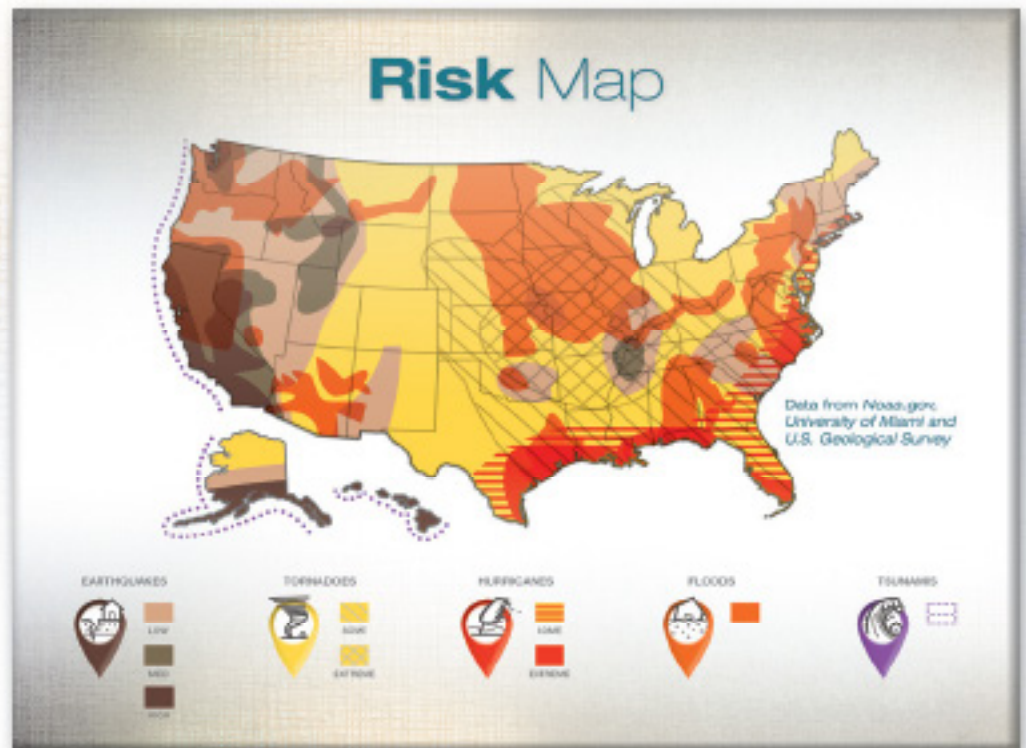 Risk Map
Data from Noaa.gov,
University of Miami and
U.S. Geological Survey
EARTHQUAKES
TORNADOES
HURRICANES
FLOODS
TSUNAMIS
LOW
SOME
SOME
MED
EXTREME
EXTREME
HIGH